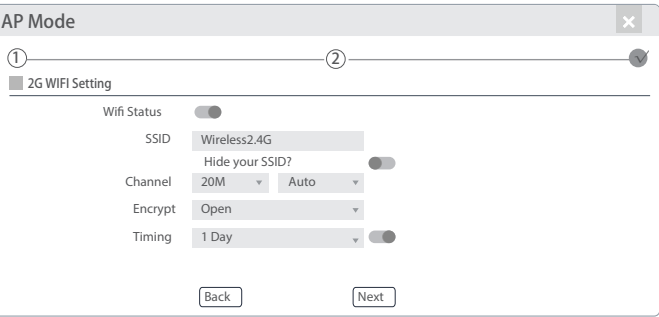 AP Mode
1 2
2G WIFI Setting
Wifi Status
SSID Wireless2.4G
Hide your SSID?
Channel 20M Auto
Encrypt Open
Timing 1 Day
Back Next